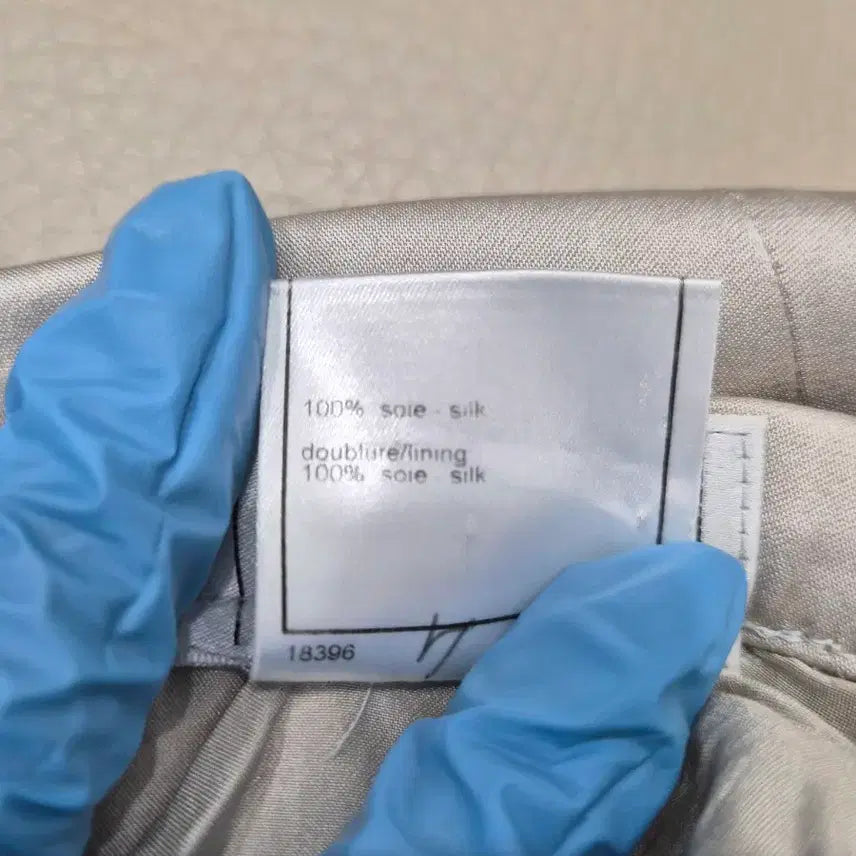 100% soie - silk
doublure/lining
100% soie silk
18396